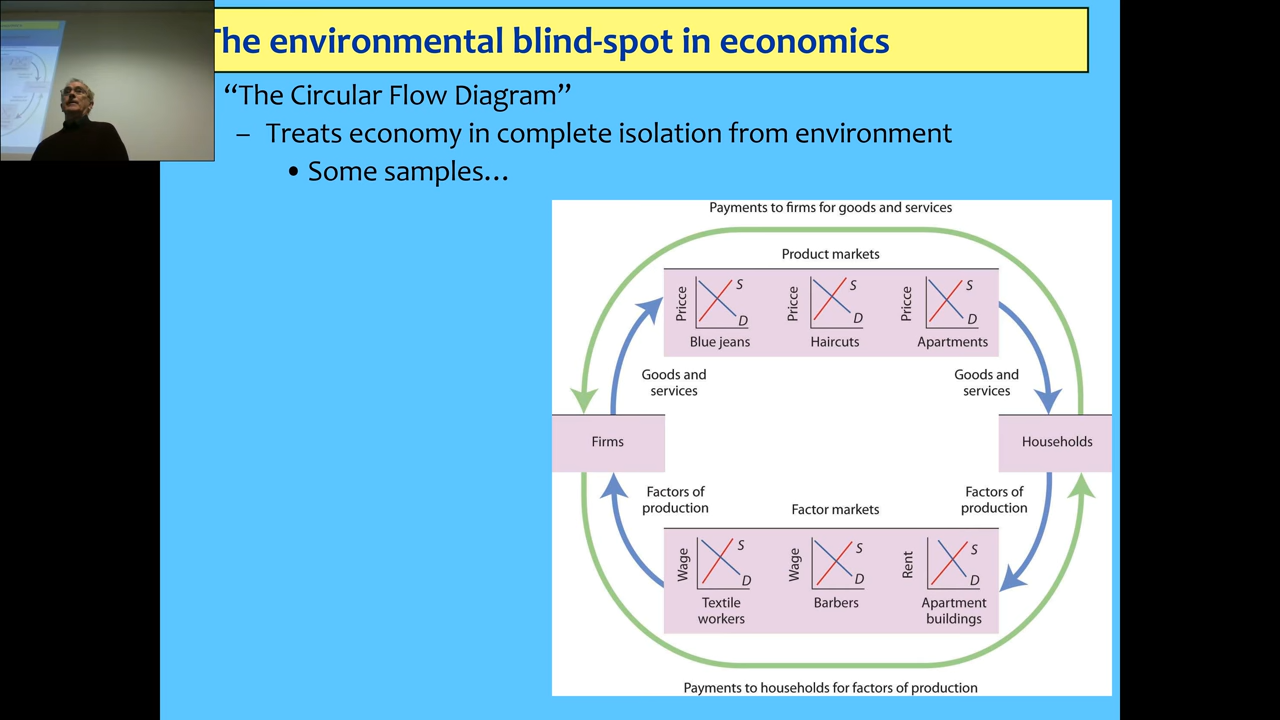 The environmental blind-spot in economics
“The Circular Flow Diagram”
– Treats economy in complete isolation from environment
• Some samples…
Payments to firms for goods and services
Product markets
Pricce
S
D
Blue jeans
Pricce
S
D
Haircuts
Pricce
S
D
Apartments
Goods and
services
Goods and
services
Firms
Households
Factors of
production
Factors of
production
Factor markets
Wage
S
D
Textile
workers
Wage
S
D
Barbers
Rent
S
D
Apartment
buildings
Payments to households for factors of production